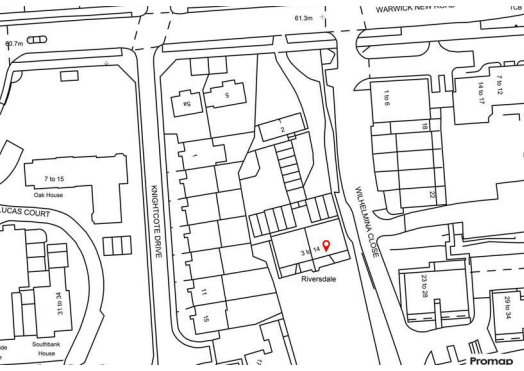 61.3m
WARWICK NEW ROAD
TCB
60.7m
5a
5
1 to 6
14 to 17
7 to 12
2
18
1
7 to 15
Oak House
KNIGHTCOTE DRIVE
WILHELMINA CLOSE
22
LUCAS COURT
3 to 14
Riversdale
11
15
31 to 34
Southbank
House
23 to 28
29 to 34
Promap